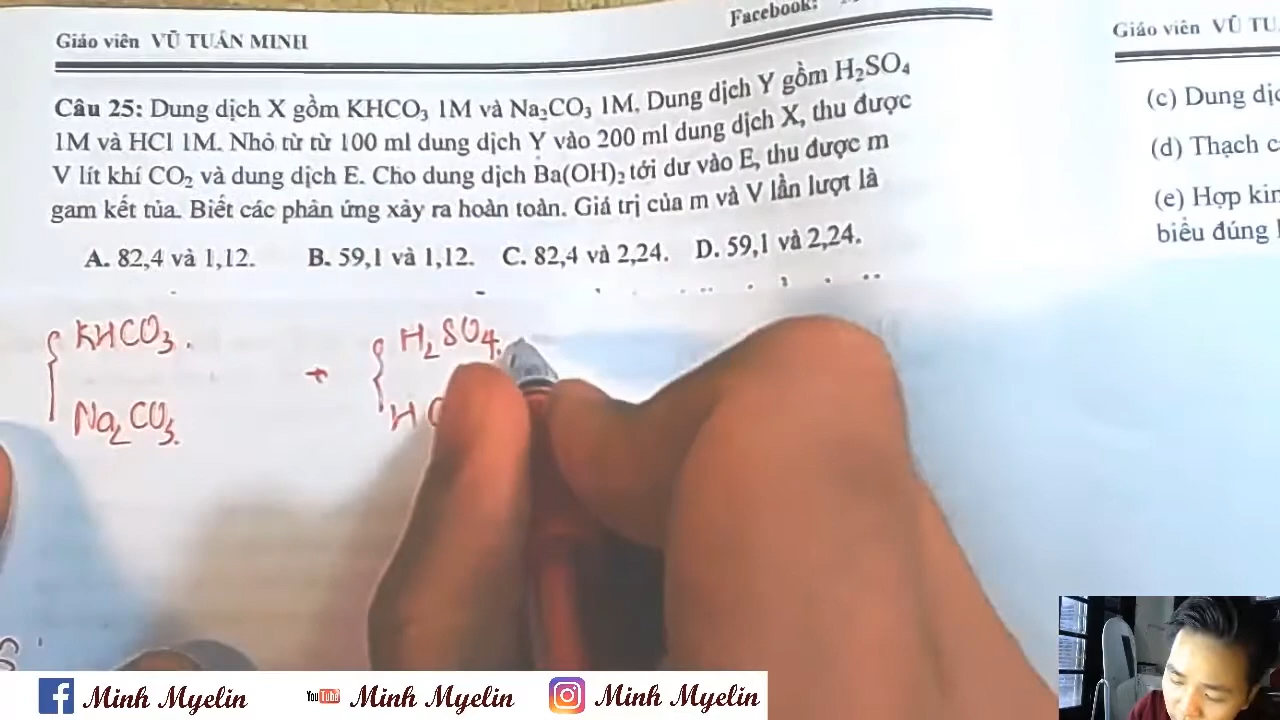 Facebook:
Giáo viên VŨ TUẤN MINH
Câu 25: Dung dịch X gồm KHCO₃ 1M và Na₂CO₃ 1M. Dung dịch Y gồm H₂SO₄
1M và HCl 1M. Nhỏ từ từ 100 ml dung dịch Y vào 200 ml dung dịch X, thu được
V lít khí CO₂ và dung dịch E. Cho dung dịch Ba(OH)₂ tới dư vào E, thu được m
gam kết tủa. Biết các phản ứng xảy ra hoàn toàn. Giá trị của m và V lần lượt là
A. 82,4 và 1,12. B. 59,1 và 1,12. C. 82,4 và 2,24. D. 59,1 và 2,24.
KHCO₃. + H₂SO₄.
Na₂CO₃. H
Giáo viên VŨ
(c) Dung
(d) Thạch
(e) Hợp
biểu đúng
Minh Myelin YouTube Minh Myelin Minh Myelin